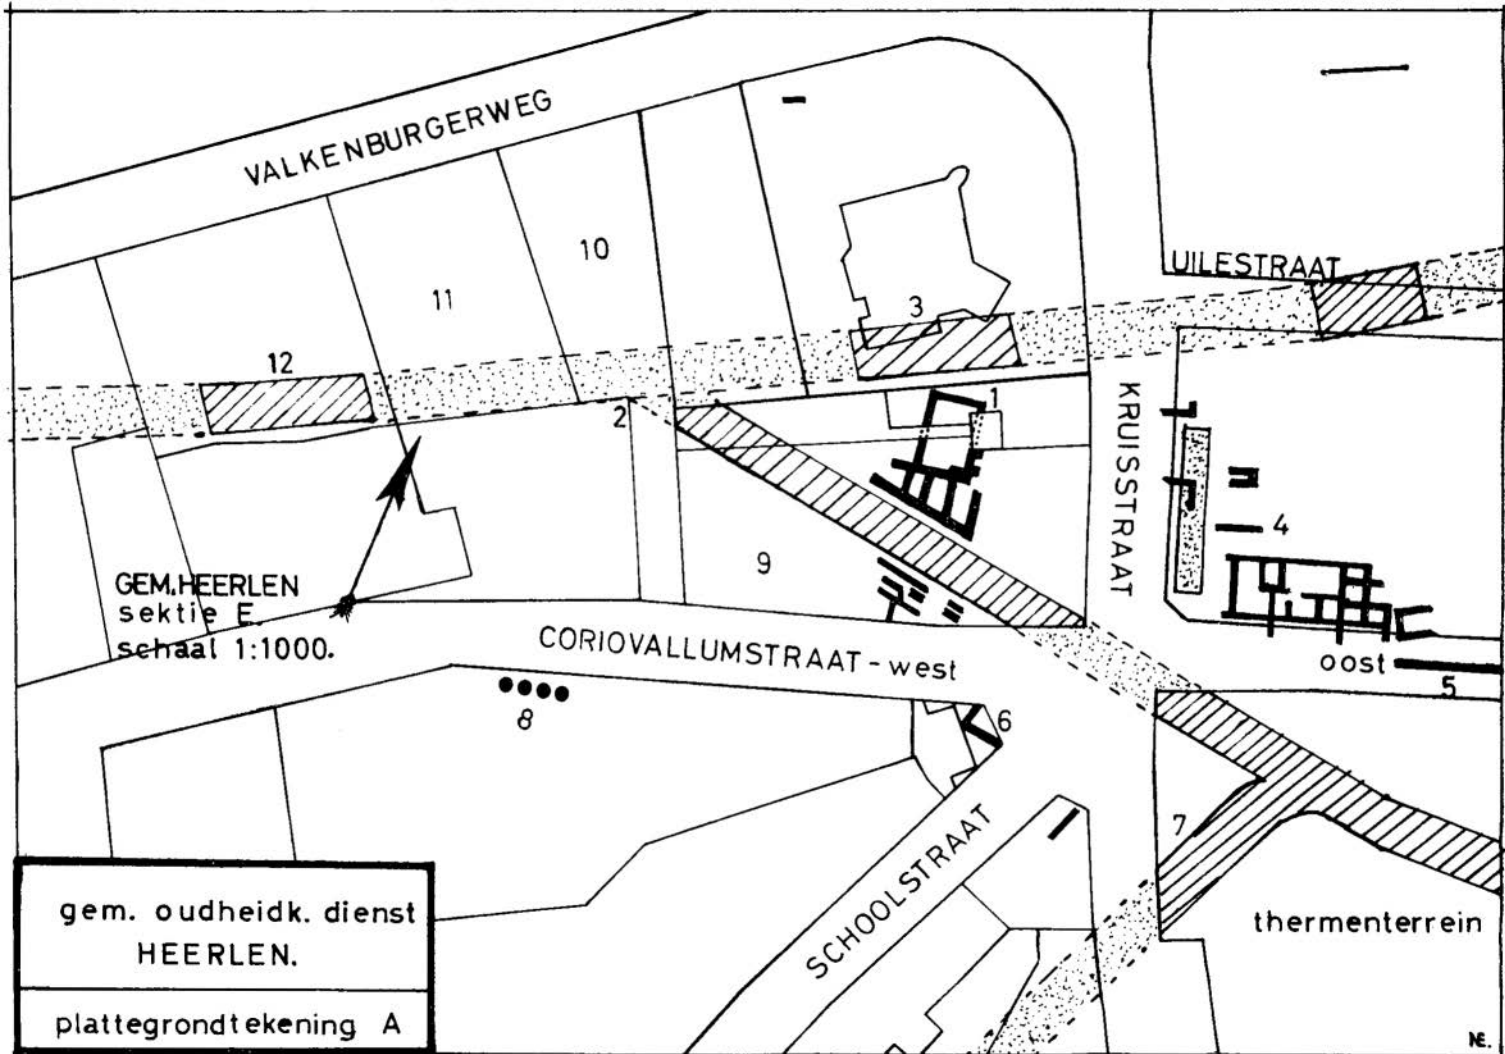 VALKENBURGERWEG
10
11
UILESTRAAT
3
12
1
2
KRUISSTRAAT
4
9
GEM.HEERLEN
sektie E.
schaal 1:1000.
CORIOVALLUMSTRAAT-west
oost
5
8
6
7
SCHOOLSTRAAT
thermenterrein
gem. oudheidk. dienst
HEERLEN.
plattegrondtekening A